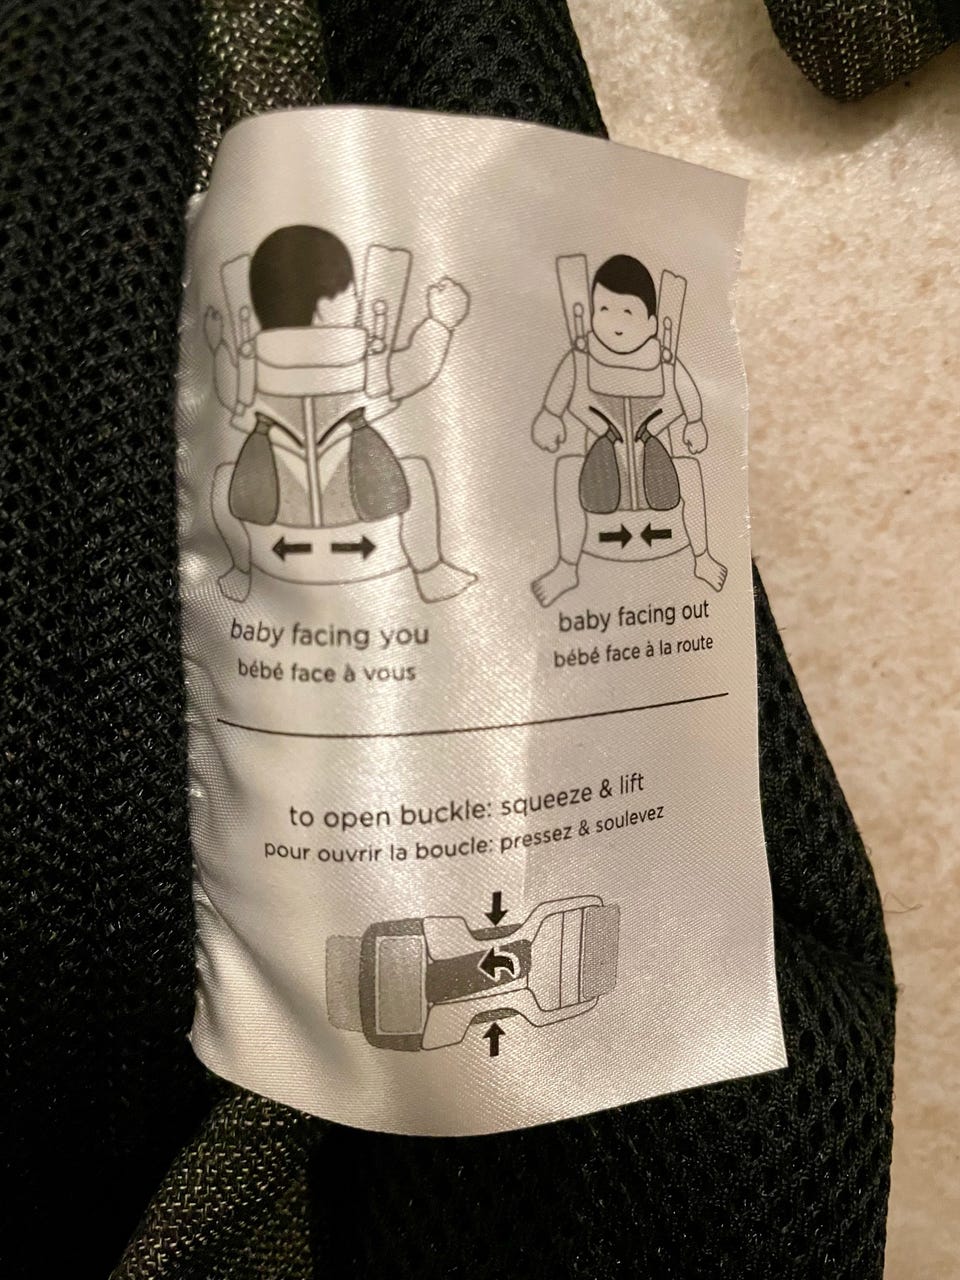 baby facing you
bébé face à vous
baby facing out
bébé face à la route
to open buckle: squeeze & lift
pour ouvrir la boucle: pressez & soulevez